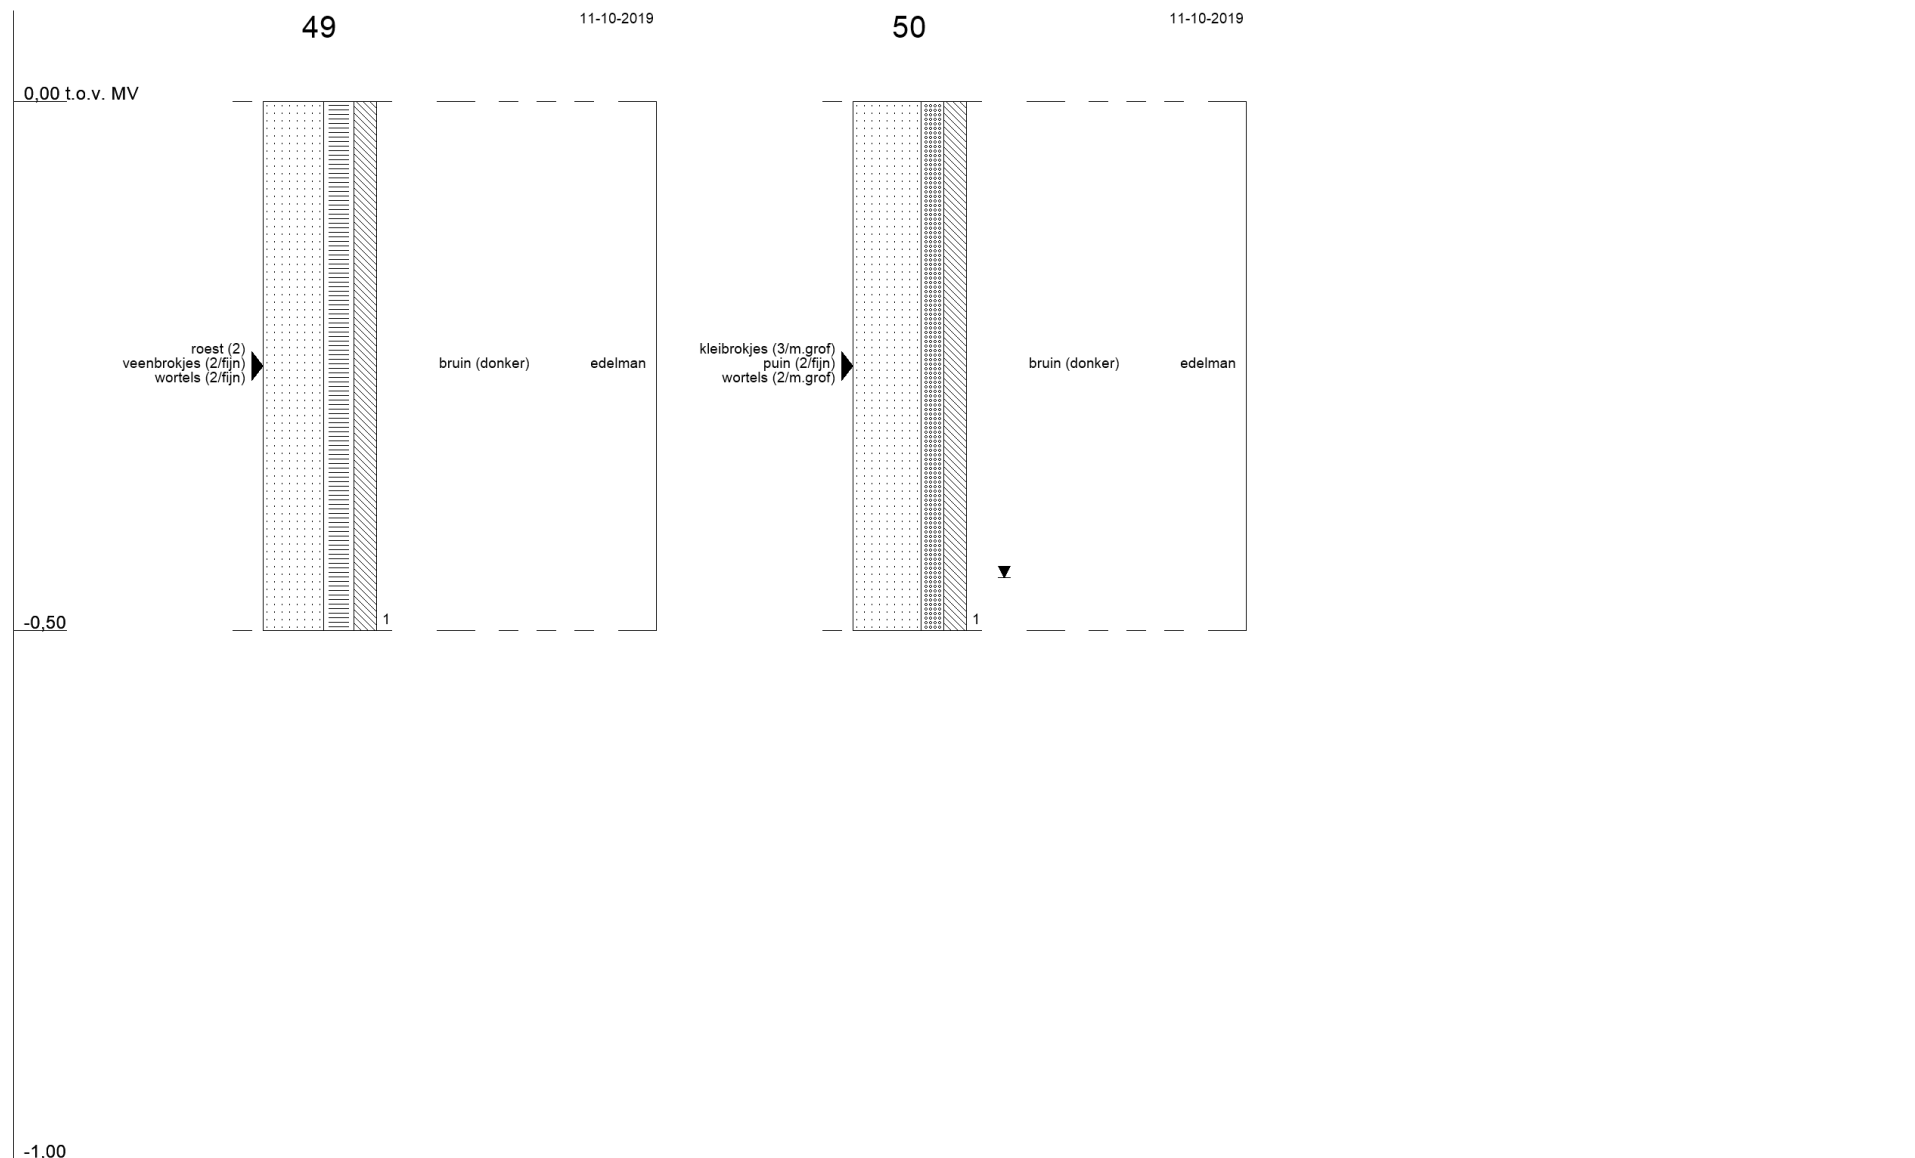 49
11-10-2019
50
11-10-2019
0,00 t.o.v. MV
roest (2)
veenbrokjes (2/fijn)
wortels (2/fijn)
bruin (donker)
edelman
kleibrokjes (3/m.grof)
puin (2/fijn)
wortels (2/m.grof)
bruin (donker)
edelman
1
1
-0,50
-1,00